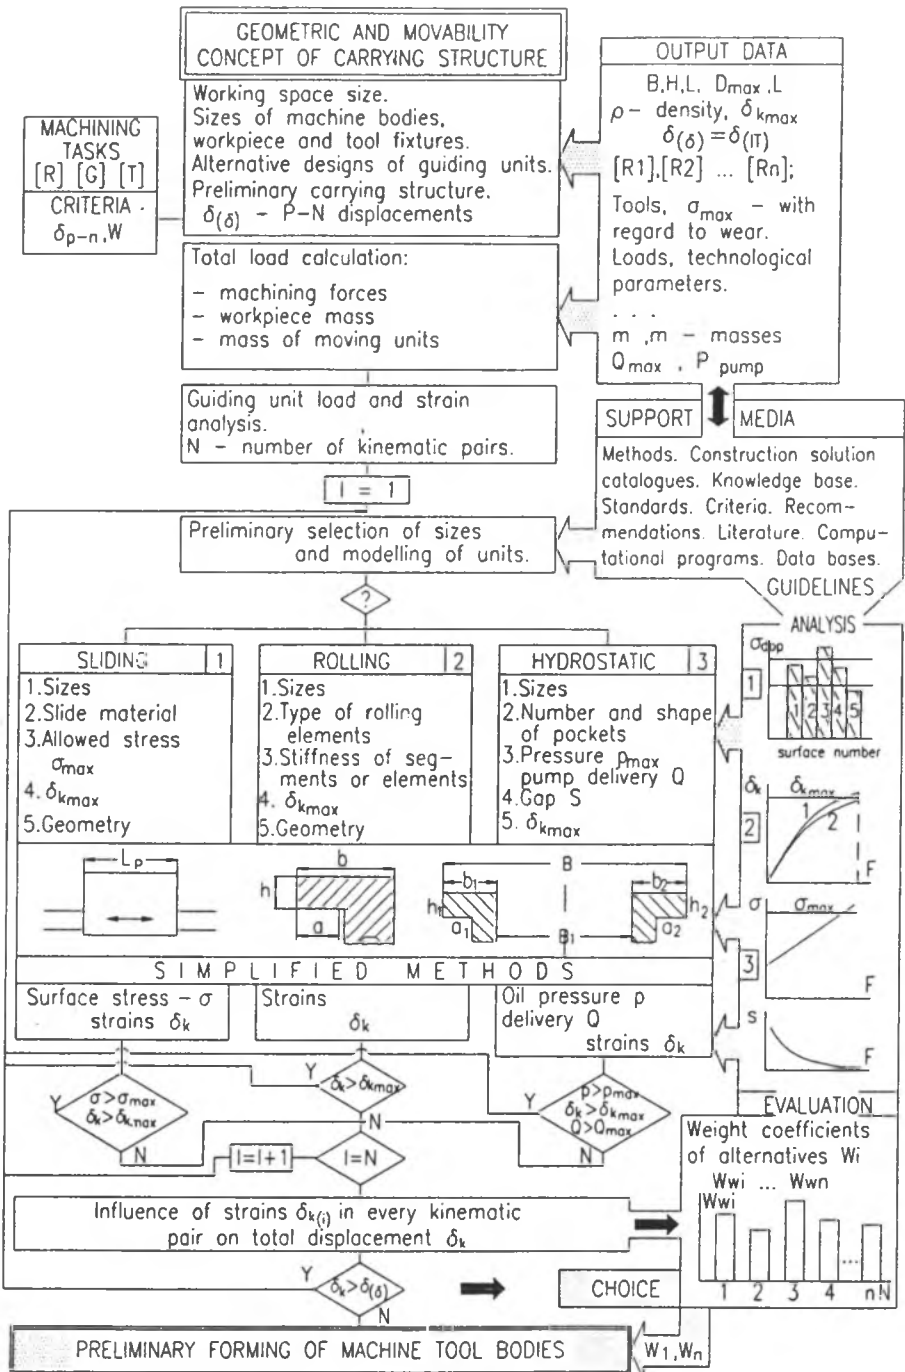 GEOMETRIC AND MOVABILITY
CONCEPT OF CARRYING STRUCTURE
Working space size.
Sizes of machine bodies,
workpiece and tool fixtures.
Alternative designs of guiding units.
Preliminary carrying structure.
δ(δ) – P–N displacements
MACHINING
TASKS
[R] [G] [T]
CRITERIA
δp-n,W
OUTPUT DATA
B,H,L, Dmax,L
ρ– density, δkmax
δ(δ)=δ(IT)
[R1],[R2] ... [Rn];
Tools, σmax – with
regard to wear.
Loads, technological
parameters.
. . .
m ,m – masses
Qmax , P pump
Total load calculation:
– machining forces
– workpiece mass
– mass of moving units
Guiding unit load and strain
analysis.
N – number of kinematic pairs.
I = 1
SUPPORT MEDIA
Methods. Construction solution
catalogues. Knowledge base.
Standards. Criteria. Recom-
mendations. Literature. Compu-
tational programs. Data bases.
GUIDELINES
Preliminary selection of sizes
and modelling of units.
?
SLIDING 1
1.Sizes
2.Slide material
3.Allowed stress
σmax
4. δkmax
5.Geometry
ROLLING 2
1.Sizes
2.Type of rolling
elements
3.Stiffness of seg-
ments or elements
4. δkmax
5.Geometry
HYDROSTATIC 3
1.Sizes
2.Number and shape
of pockets
3.Pressure pmax
pump delivery Q
4.Gap S
5. δkmax
ANALYSIS
σdop
1
1 2 3 4 5
surface number
δk δkmax
1 2
2
F
σ σmax
3
F
S
F
Lp
b
h
a
B
b1 b2
h1 h2
a1 a2
B1
SIMPLIFIED METHODS
Surface stress – σ
strains δk
Strains
δk
Oil pressure p
delivery Q
strains δk
Y
σ>σmax
δk>δkmax
N
Y
δk>δkmax
N
Y
p>pmax
δk>δkmax
Q>Qmax
N
I=I+1
I=N
Influence of strains δk(i) in every kinematic
pair on total displacement δk
EVALUATION
Weight coefficients
of alternatives Wi
Wwi ... Wwn
Wwi
1 2 3 4 n N
Y
δk>δ(δ)
N
CHOICE
PRELIMINARY FORMING OF MACHINE TOOL BODIES
W1,Wn